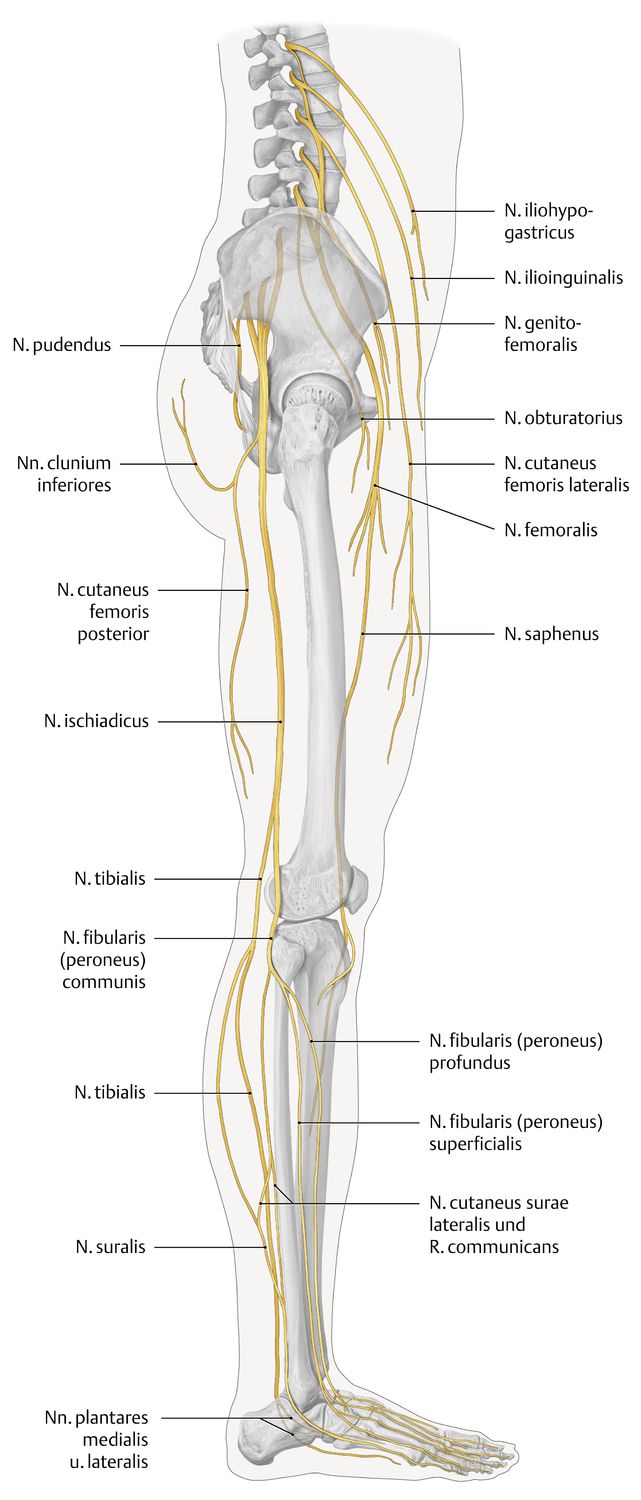 N. iliohypo-
gastricus
N. ilioinguinalis
N. genito-
femoralis
N. pudendus
N. obturatorius
Nn. clunium
inferiores
N. cutaneus
femoris lateralis
N. femoralis
N. cutaneus
femoris
posterior
N. saphenus
N. ischiadicus
N. tibialis
N. fibularis
(peroneus)
communis
N. fibularis (peroneus)
profundus
N. tibialis
N. fibularis (peroneus)
superficialis
N. cutaneus surae
lateralis und
R. communicans
N. suralis
Nn. plantares
medialis
u. lateralis